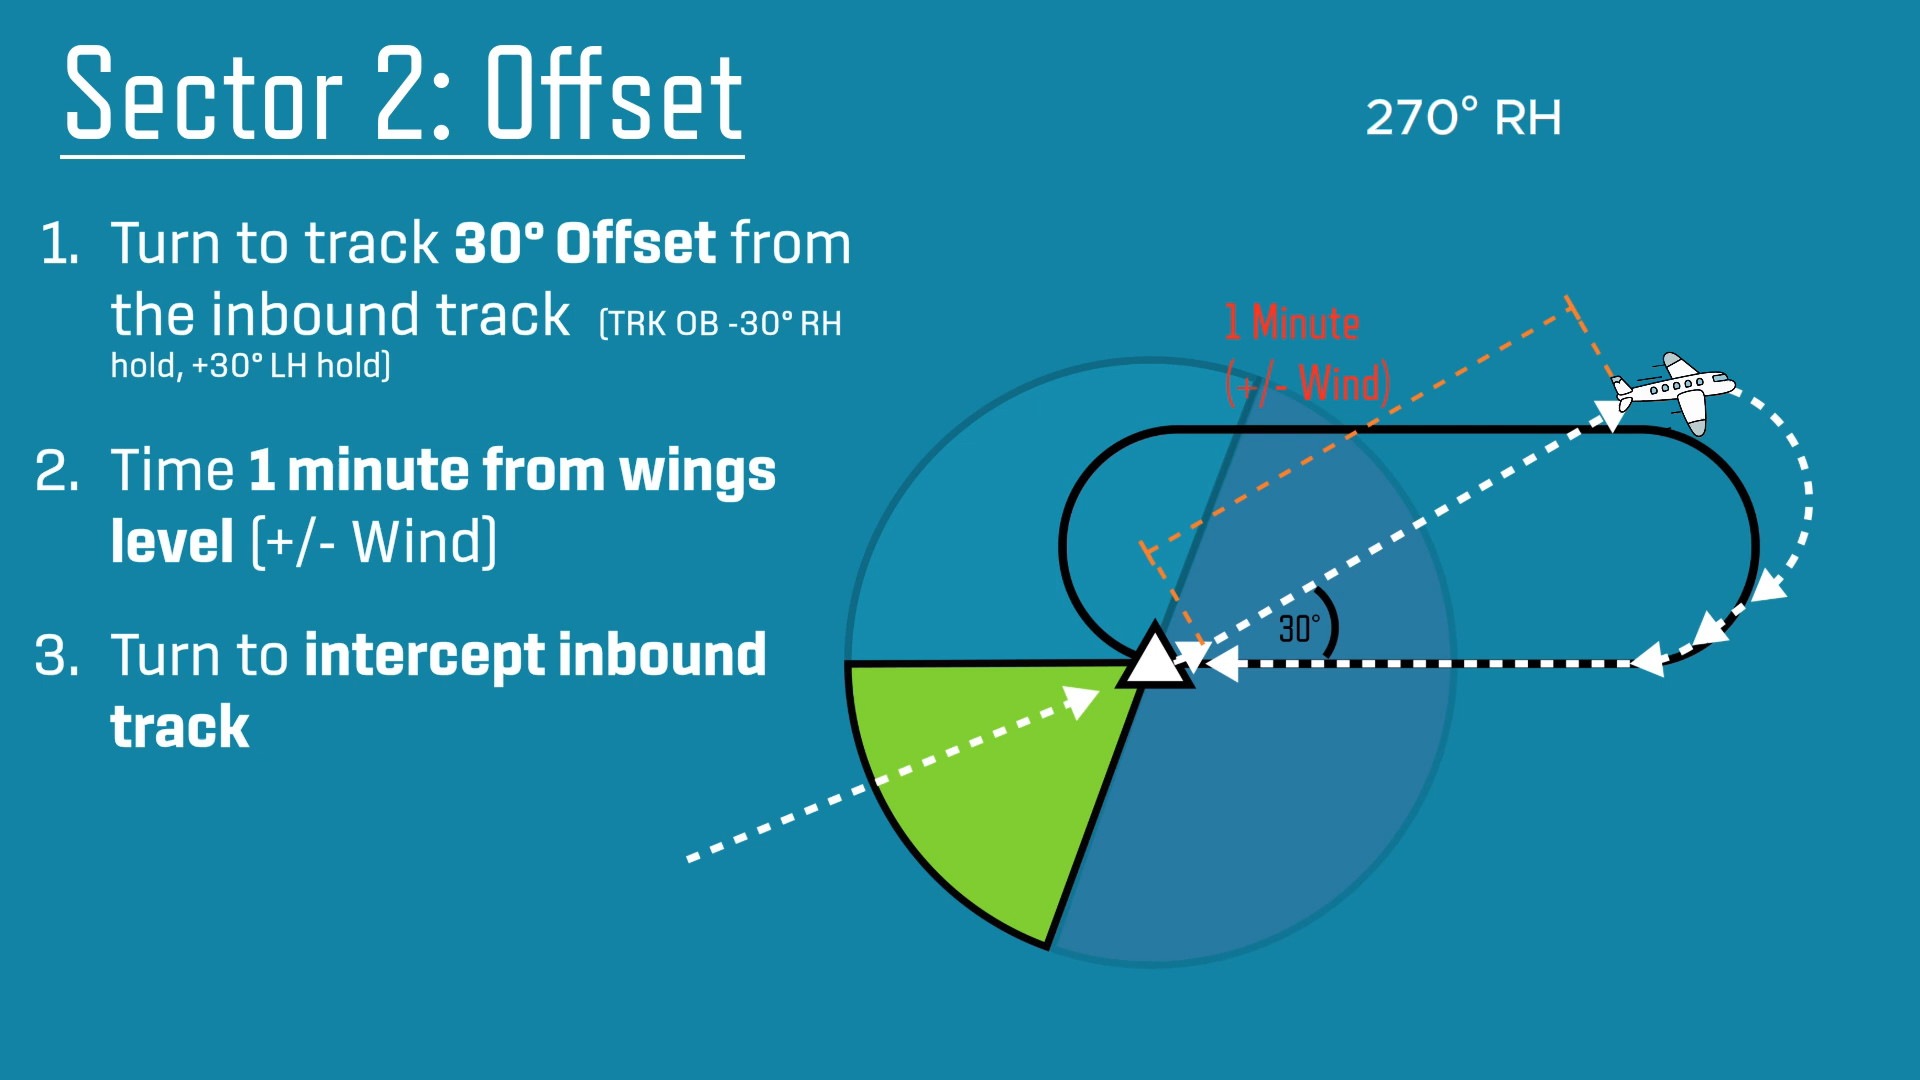 Sector 2: Offset
270° RH
1. Turn to track 30° Offset from
the inbound track (TRK OB -30° RH
hold, +30° LH hold)
2. Time 1 minute from wings
level (+/- Wind)
3. Turn to intercept inbound
track
1 Minute
(+/- Wind)
30°